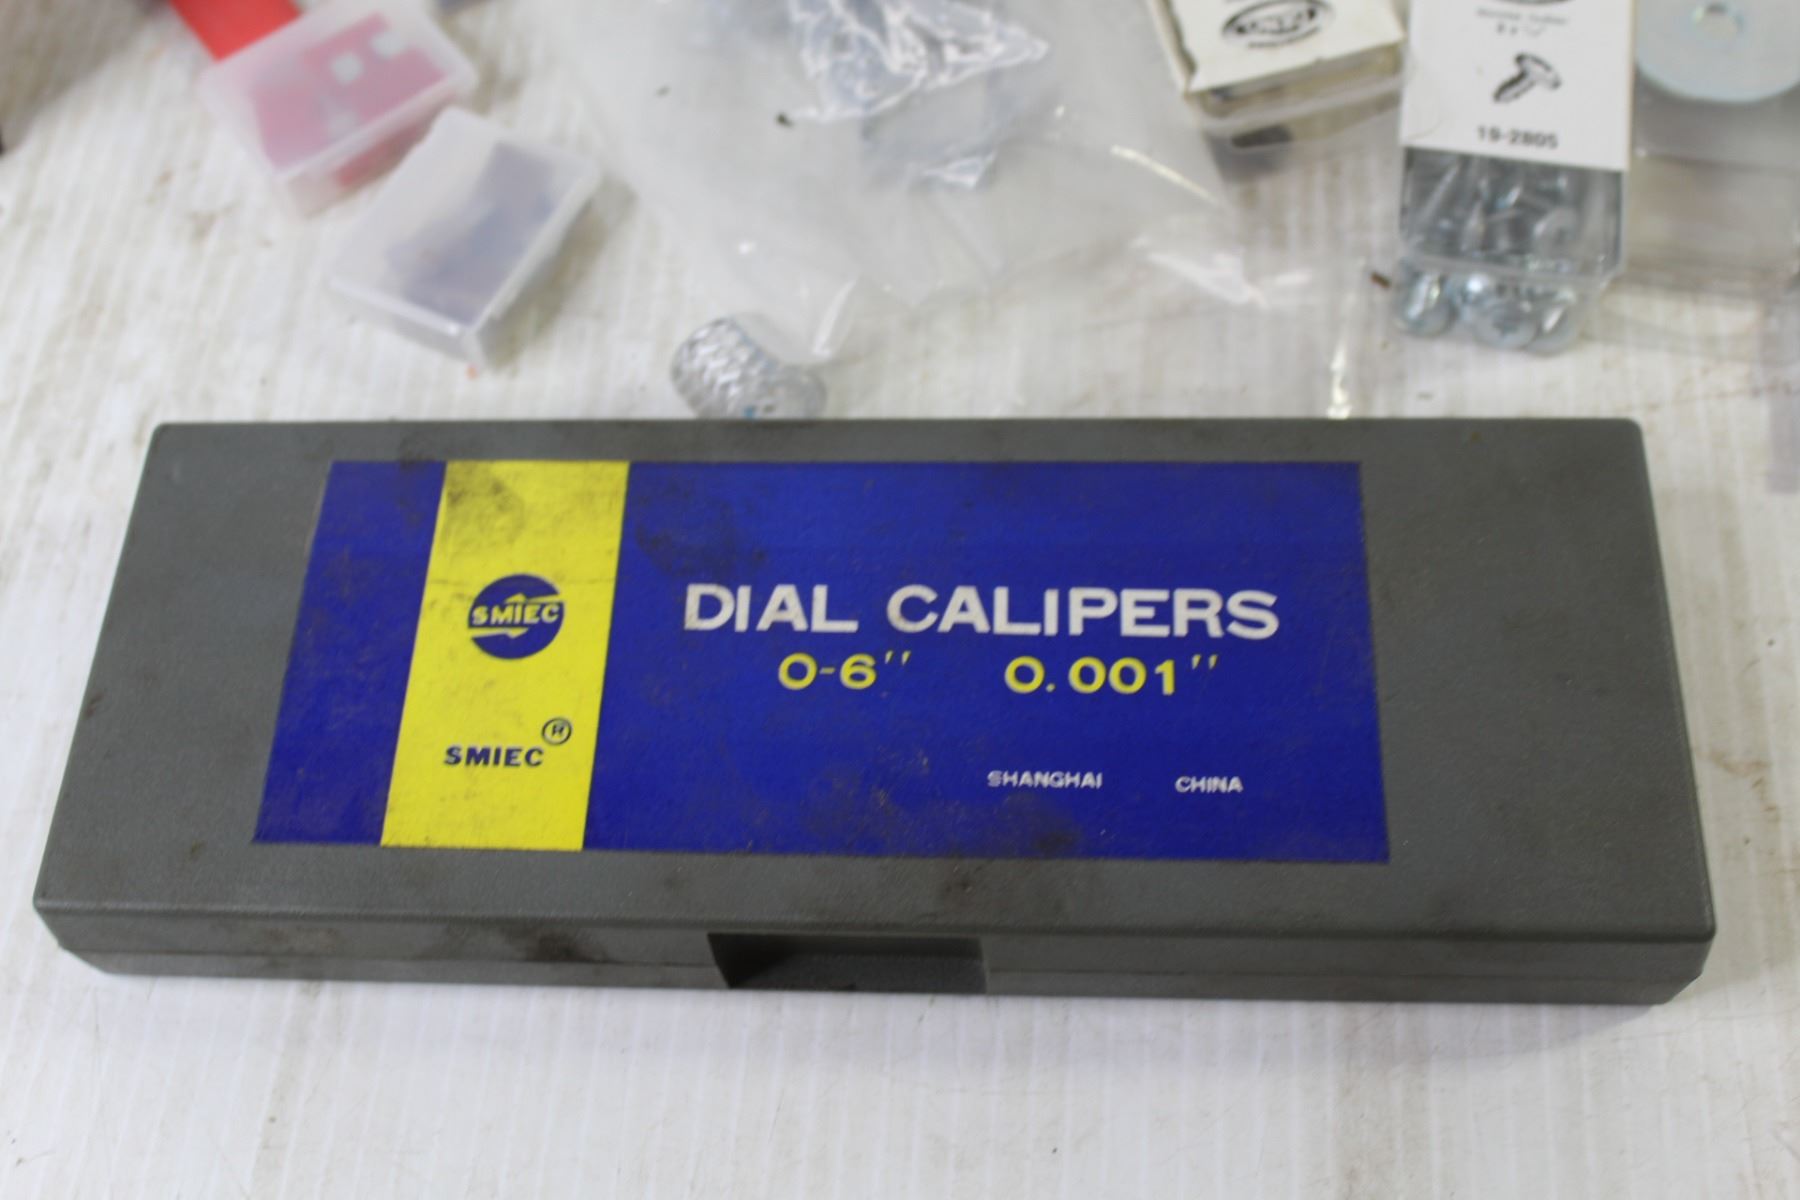 19-2805
SMIEC
SMIEC®
DIAL CALIPERS
0-6" 0.001"
SHANGHAI CHINA